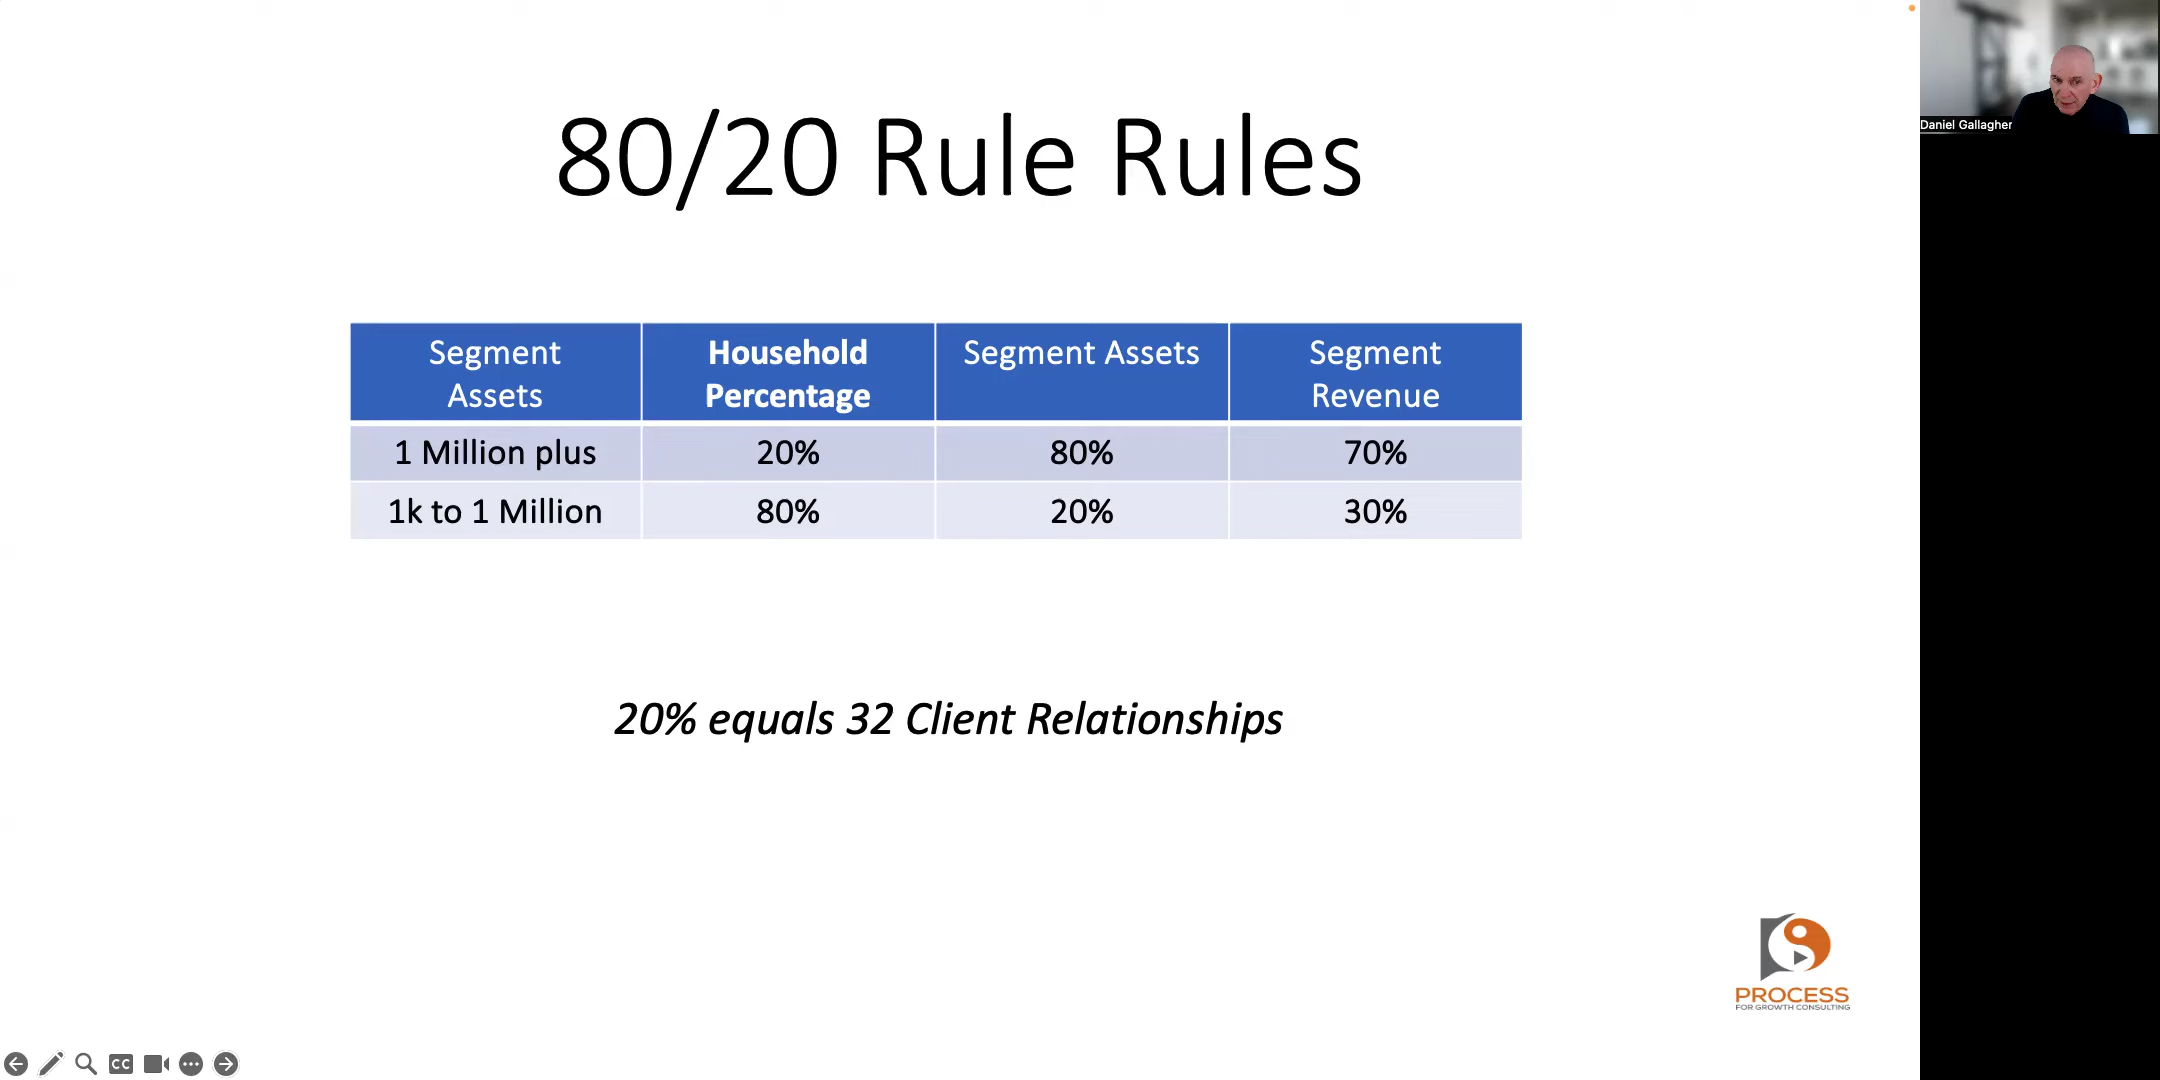 80/20 Rule Rules
Segment Assets
Household Percentage
Segment Assets
Segment Revenue
1 Million plus
20%
80%
70%
1k to 1 Million
80%
20%
30%
20% equals 32 Client Relationships
PROCESS
FOR GROWTH CONSULTING
Daniel Gallagher
CC